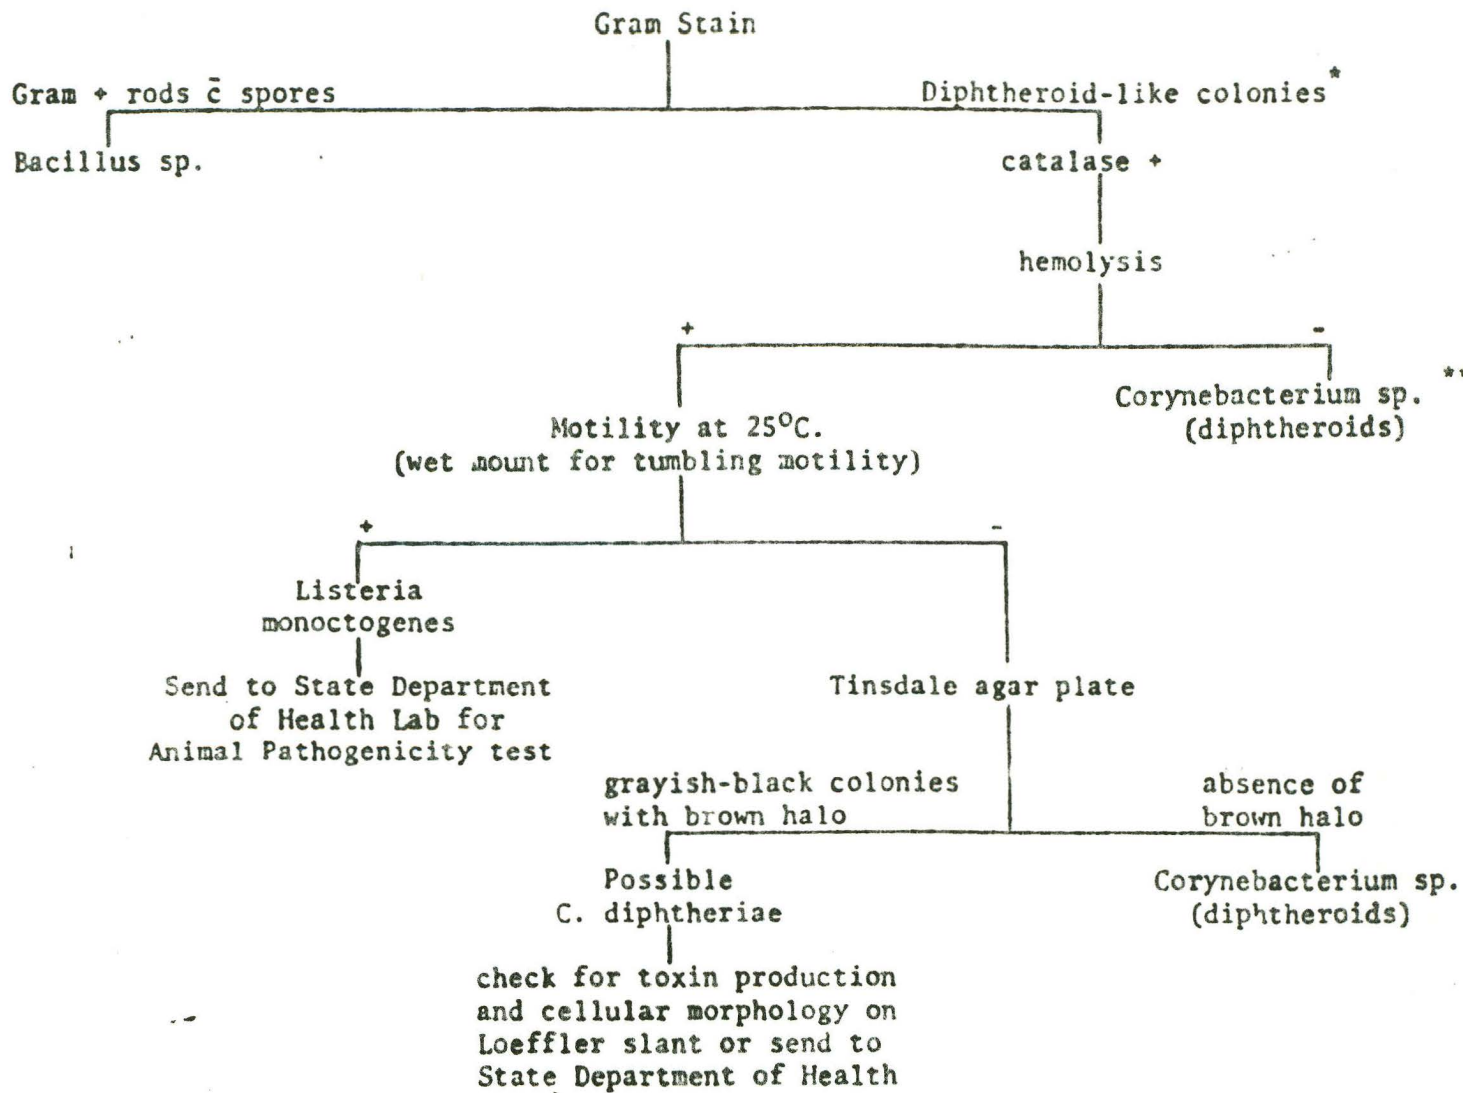 Gram Stain
Gram + rods c̄ spores
Diphtheroid-like colonies*
Bacillus sp.
catalase +
hemolysis
+
-
Corynebacterium sp. **
(diphtheroids)
Motility at 25°C.
(wet mount for tumbling motility)
+
-
Listeria
monoctogenes
Send to State Department
of Health Lab for
Animal Pathogenicity test
Tinsdale agar plate
grayish-black colonies
with brown halo
absence of
brown halo
Possible
C. diphtheriae
Corynebacterium sp.
(diphtheroids)
check for toxin production
and cellular morphology on
Loeffler slant or send to
State Department of Health